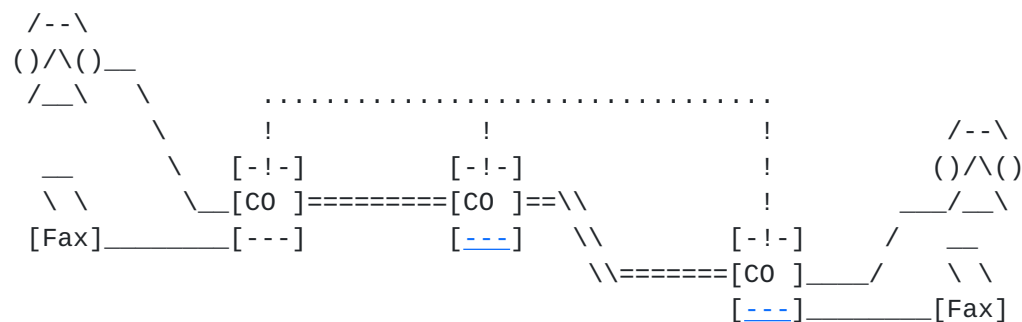 /--\
 ()/\()__
  /__\   \       ..................................
          \      !              !                  !            /--\
   __      \   [-!-]          [-!-]                !           ()/\()
   \ \      \__[CO ]=========[CO ]==\\             !         ___/__\
  [Fax]________[---]          [---]   \\         [-!-]     /   __
                                       \\=======[CO ]____/    \ \
                                                [---]________[Fax]